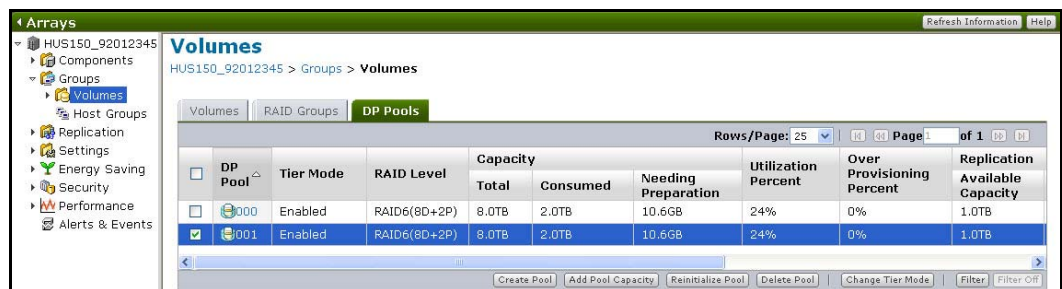 Arrays
Refresh Information
Help
HUS150_92012345
Components
Groups
Volumes
Host Groups
Replication
Settings
Energy Saving
Security
Performance
Alerts & Events
Volumes
HUS150_92012345 > Groups > Volumes
Volumes RAID Groups DP Pools
Rows/Page: 25 Page 1 of 1
DP Pool Tier Mode RAID Level Capacity Utilization Percent Over Provisioning Percent Replication
Total Consumed Needing Preparation Available Capacity
000 Enabled RAID6(8D+2P) 8.0TB 2.0TB 10.6GB 24% 0% 1.0TB
001 Enabled RAID6(8D+2P) 8.0TB 2.0TB 10.6GB 24% 0% 1.0TB
Create Pool Add Pool Capacity Reinitialize Pool Delete Pool | Change Tier Mode | Filter Filter Off